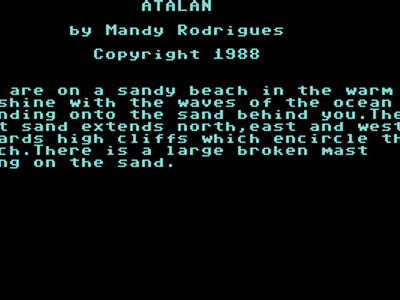 ATALAN
by Mandy Rodrigues
Copyright 1988
are on a sandy beach in the warm
shine with the waves of the ocean
nding onto the sand behind you.The
t sand extends north,east and west
ards high cliffs which encircle th
ch.There is a large broken mast
ng on the sand.